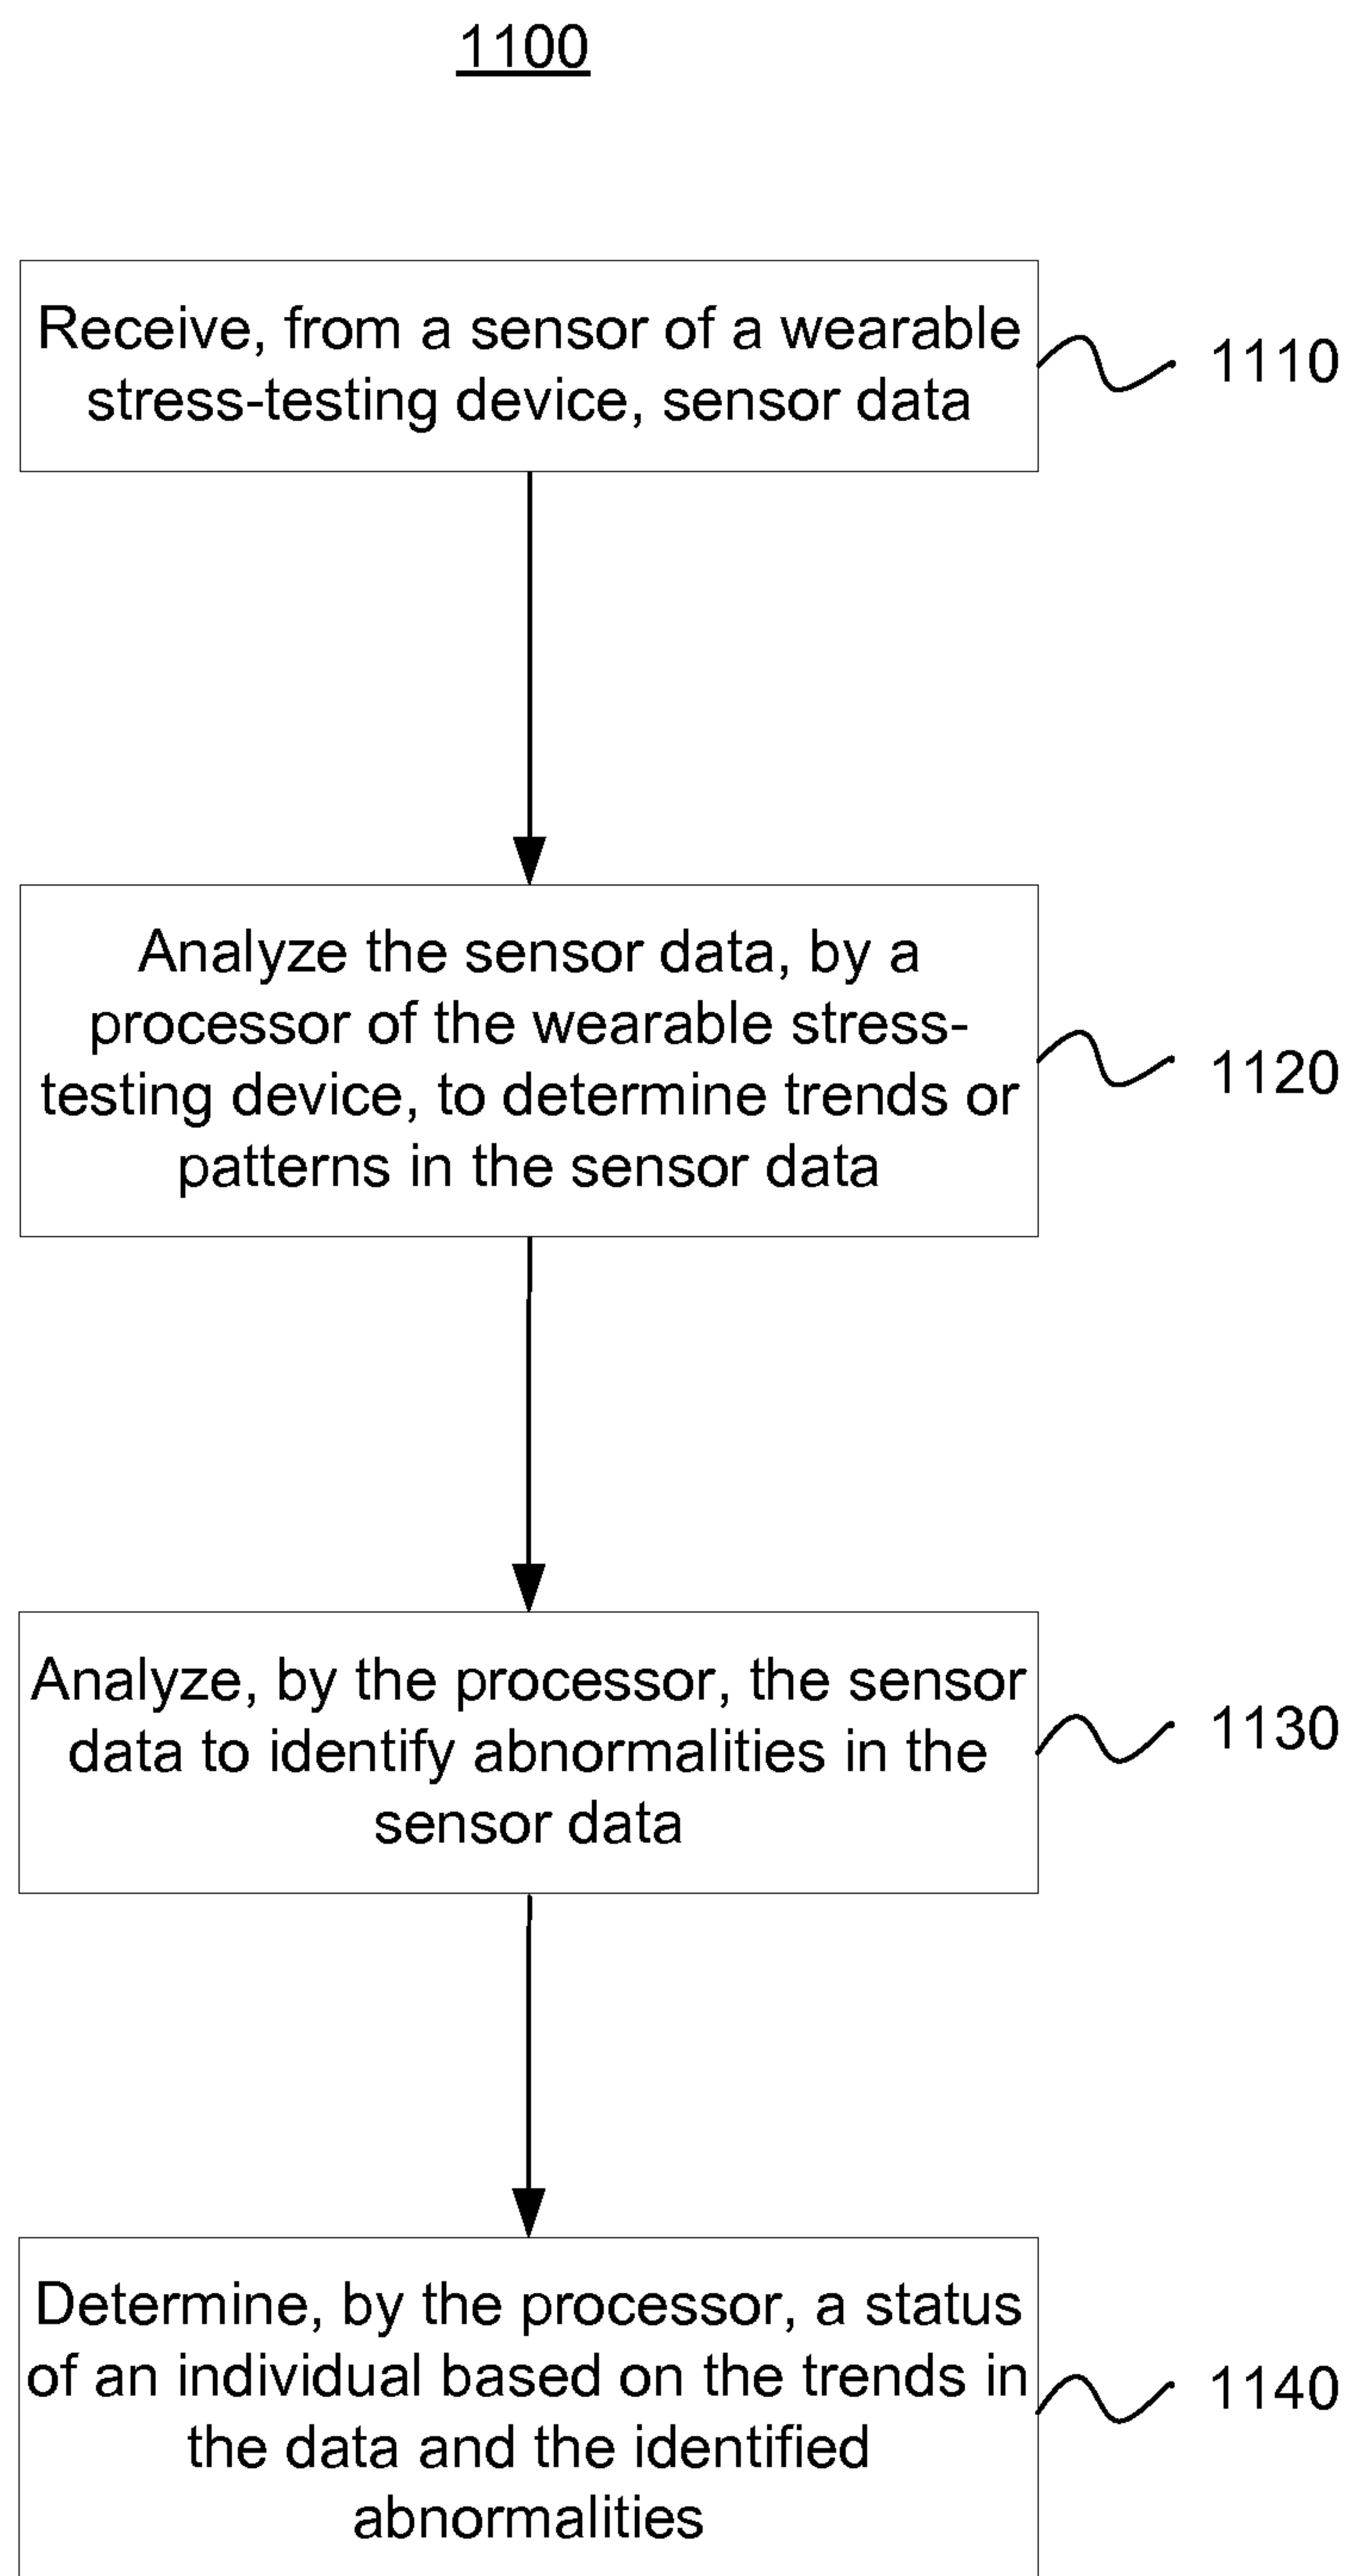 1100
Receive, from a sensor of a wearable
stress-testing device, sensor data
1110
Analyze the sensor data, by a
processor of the wearable stress-
testing device, to determine trends or
patterns in the sensor data
1120
Analyze, by the processor, the sensor
data to identify abnormalities in the
sensor data
1130
Determine, by the processor, a status
of an individual based on the trends in
the data and the identified
abnormalities
1140